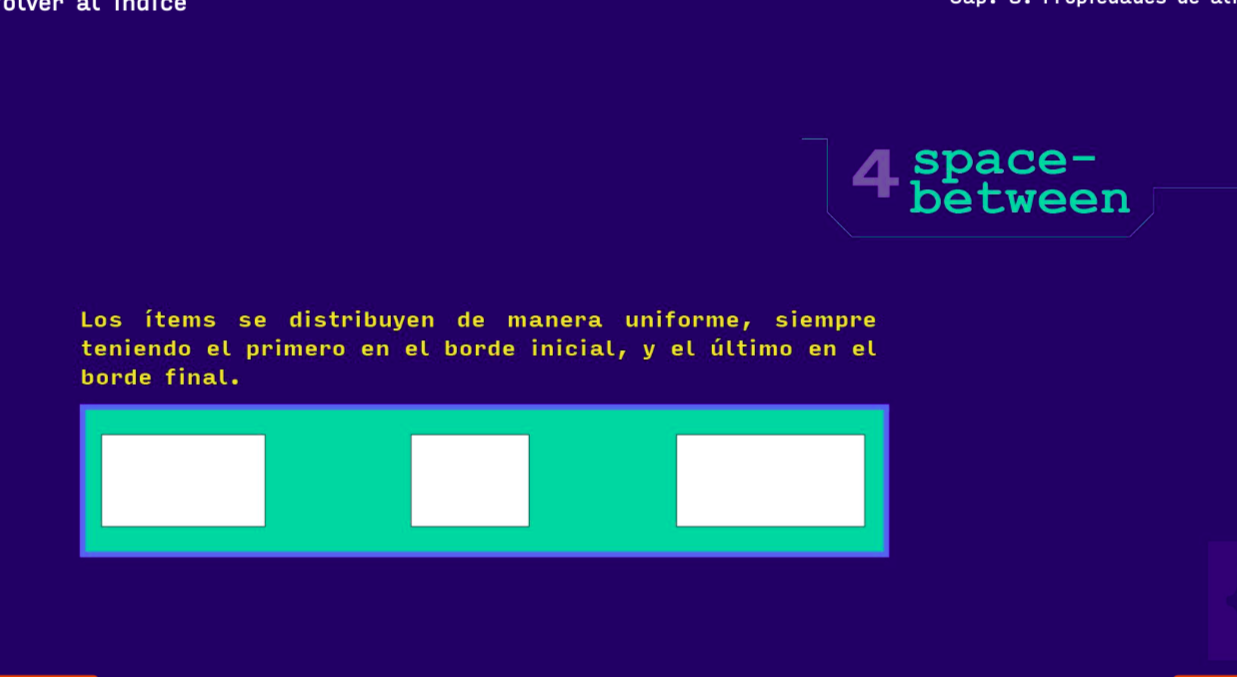 olver al índice
Cap. 3. Propiedades de ali
4 space-
between
Los ítems se distribuyen de manera uniforme, siempre
teniendo el primero en el borde inicial, y el último en el
borde final.